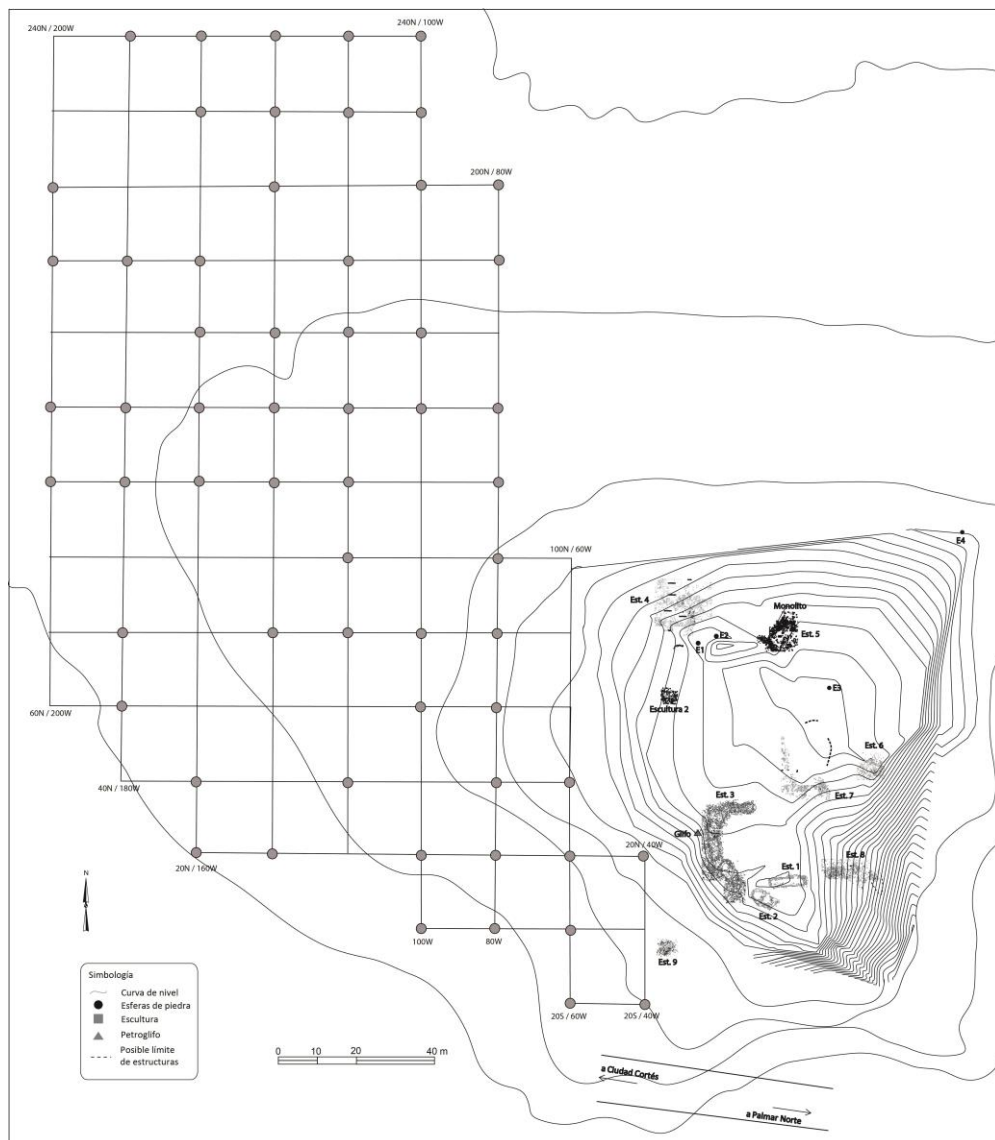 240N / 200W
240N / 100W
200N / 80W
100N / 60W
E4
Est. 4
Monolito
Est. 5
E2
E1
E3
Escultura 2
60N / 200W
Est. 6
40N / 180W
Est. 7
Est. 3
Glifo
20N / 160W
20N / 40W
Est. 1
Est. 8
Est. 2
N
100W
80W
Est. 9
20S / 60W
20S / 40W
Simbología
Curva de nivel
Esferas de piedra
Escultura
Petroglifo
Posible límite
de estructuras
0 10 20 40 m
a Ciudad Cortés
a Palmar Norte